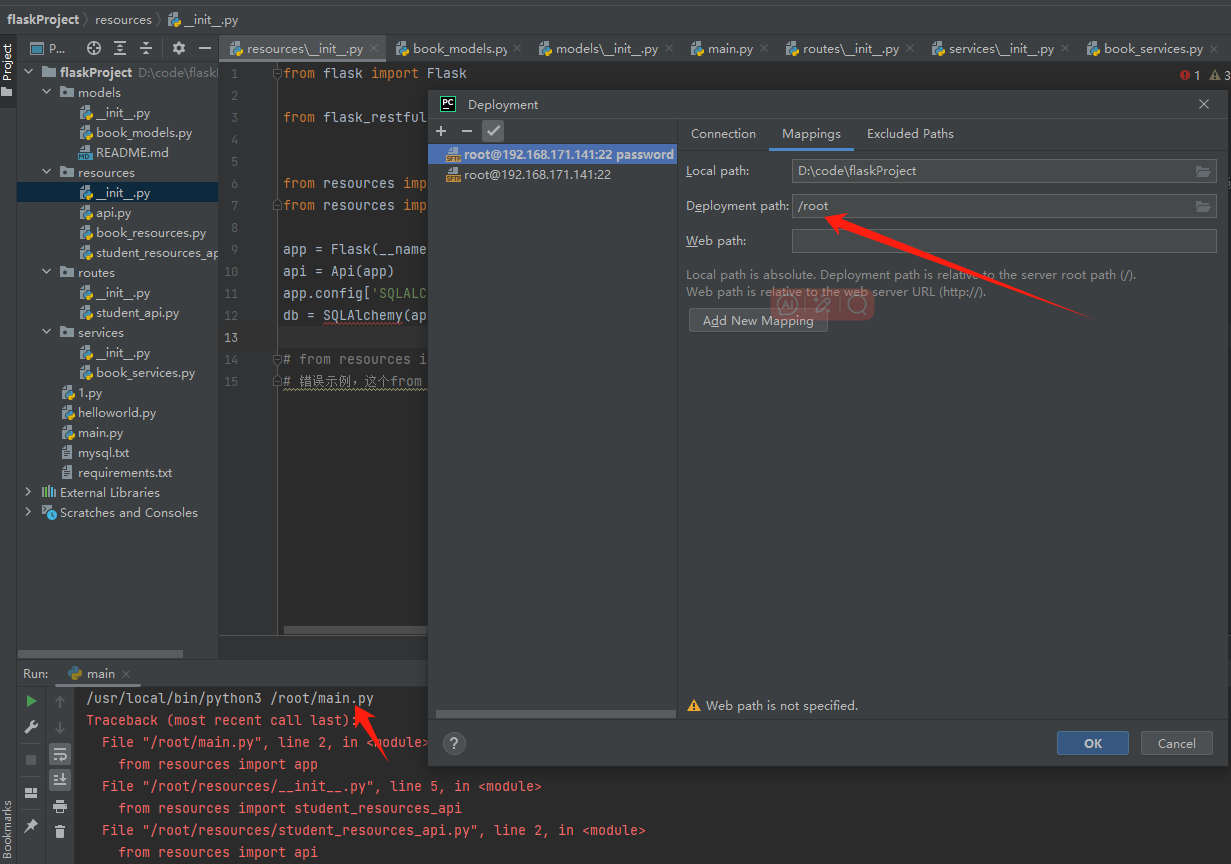 flaskProject
resources
__init__.py
Project
P...
resources\__init__.py
book_models.py
models\__init__.py
main.py
routes\__init__.py
services\__init__.py
book_services.py
flaskProject
models
__init__.py
book_models.py
README.md
resources
__init__.py
api.py
book_resources.py
student_resources_ap
routes
__init__.py
student_api.py
services
__init__.py
book_services.py
1.py
helloworld.py
main.py
mysql.txt
requirements.txt
External Libraries
Scratches and Consoles
1 from flask import Flask
2
3 from flask_restful
4
5
6 from resources imp
7 from resources imp
8
9 app = Flask(__name
10 api = Api(app)
11 app.config['SQLALC
12 db = SQLAlchemy(ap
13
14 # from resources i
15 # 错误示例，这个from
1 3
PC Deployment
root@192.168.171.141:22 password
root@192.168.171.141:22
Connection
Mappings
Excluded Paths
Local path: D:\code\flaskProject
Deployment path: /root
Web path:
Local path is absolute. Deployment path is relative to the server root path (/).
Web path is relative to the web server URL (http://).
AI
Add New Mapping
Web path is not specified.
?
OK
Cancel
Run: main
/usr/local/bin/python3 /root/main.py
Traceback (most recent call last):
File "/root/main.py", line 2, in <module>
from resources import app
File "/root/resources/__init__.py", line 5, in <module>
from resources import student_resources_api
File "/root/resources/student_resources_api.py", line 2, in <module>
from resources import api
Bookmarks